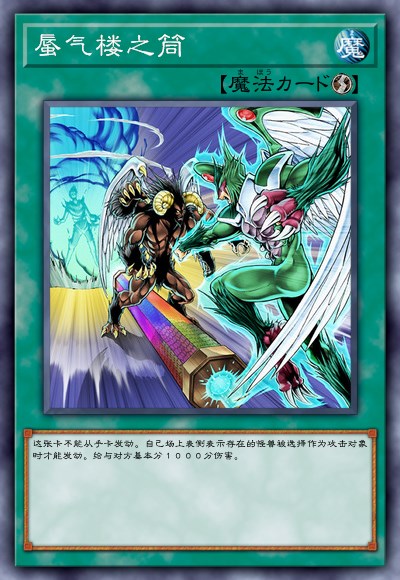 蜃气楼之筒
魔
【魔法カード】
まほう
这张卡不能从手卡发动。自己场上表侧表示存在的怪兽被选择作为攻击对象
时才能发动。给与对方基本分1000分伤害。